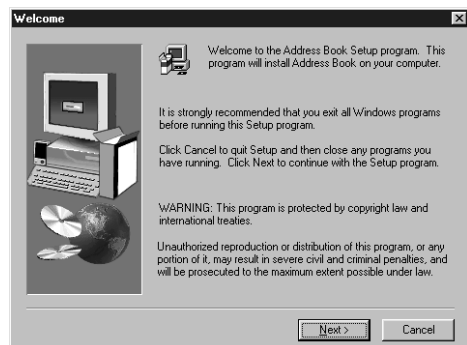 Welcome
Welcome to the Address Book Setup program. This
program will install Address Book on your computer.
It is strongly recommended that you exit all Windows programs
before running this Setup program.
Click Cancel to quit Setup and then close any programs you
have running. Click Next to continue with the Setup program.
WARNING: This program is protected by copyright law and
international treaties.
Unauthorized reproduction or distribution of this program, or any
portion of it, may result in severe civil and criminal penalties, and
will be prosecuted to the maximum extent possible under law.
Next >
Cancel